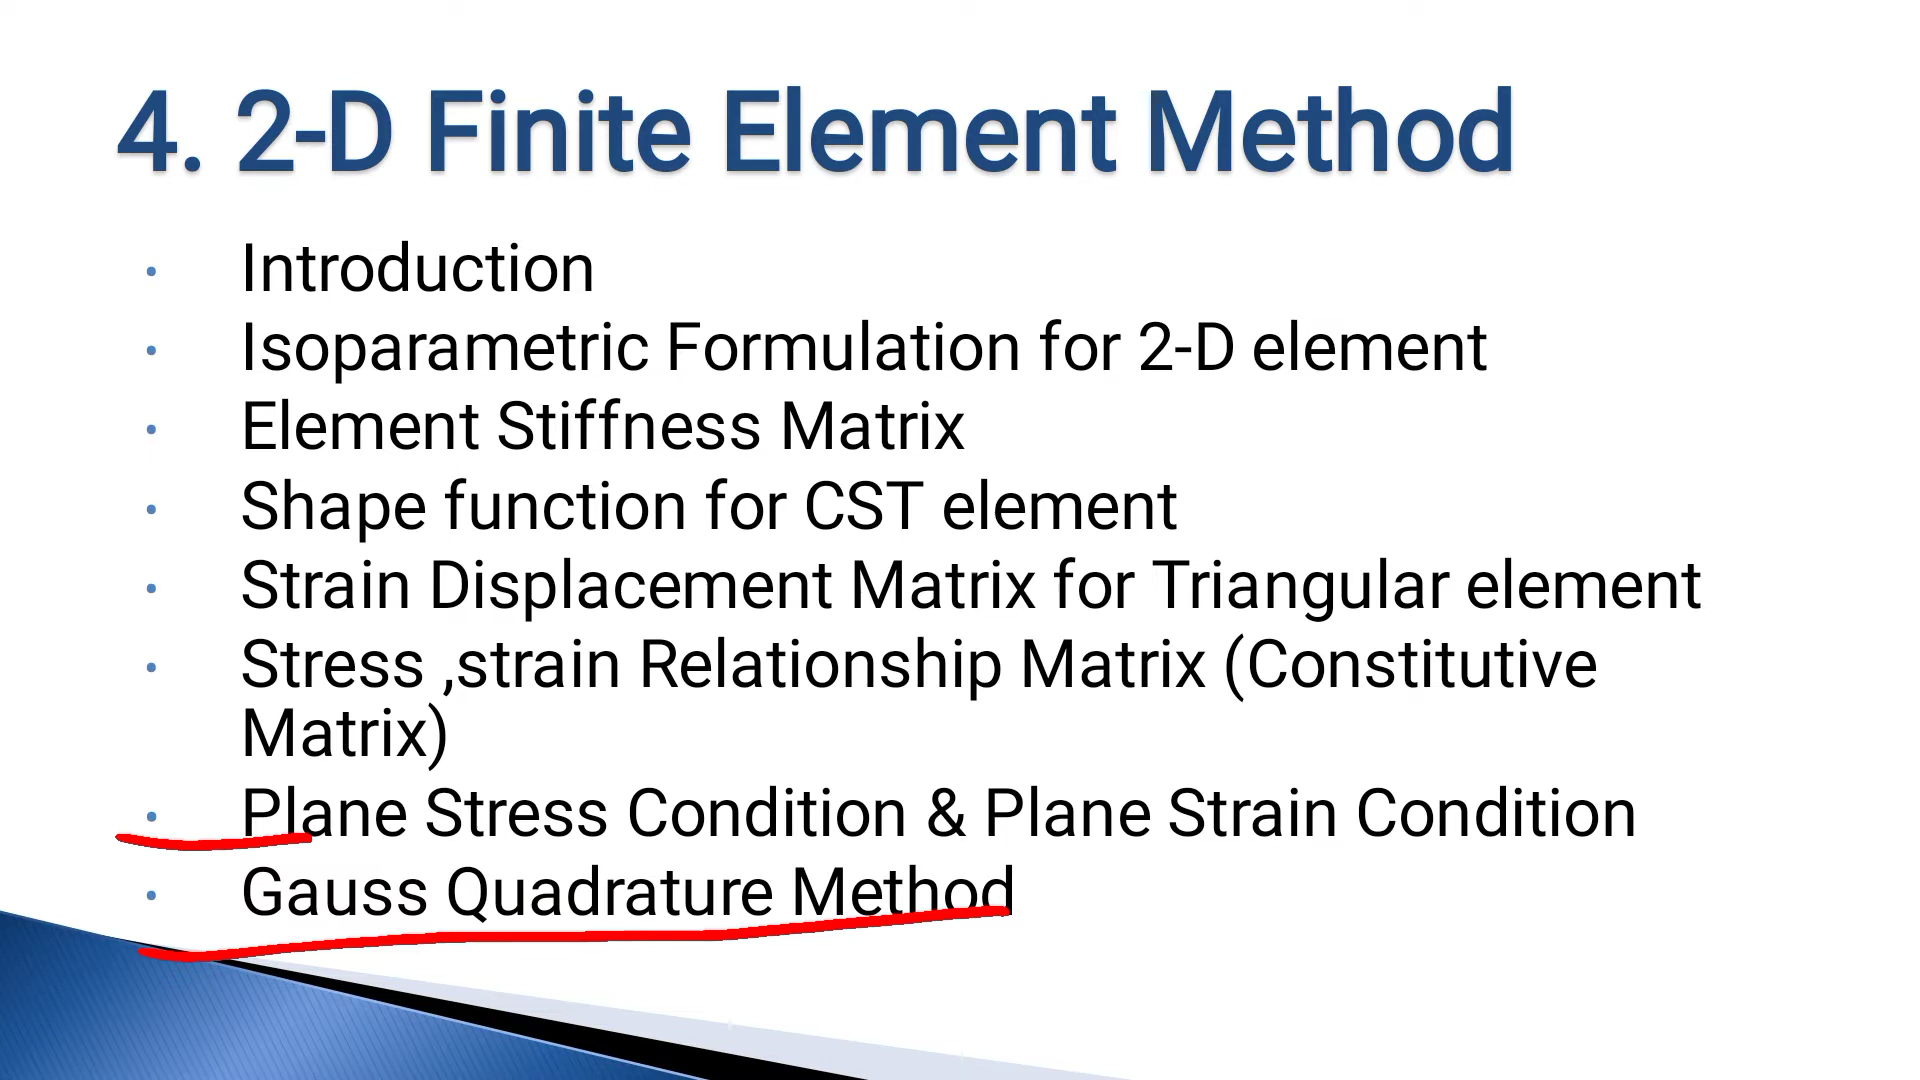 4. 2-D Finite Element Method
• Introduction
• Isoparametric Formulation for 2-D element
• Element Stiffness Matrix
• Shape function for CST element
• Strain Displacement Matrix for Triangular element
• Stress ,strain Relationship Matrix (Constitutive
Matrix)
• Plane Stress Condition & Plane Strain Condition
• Gauss Quadrature Method